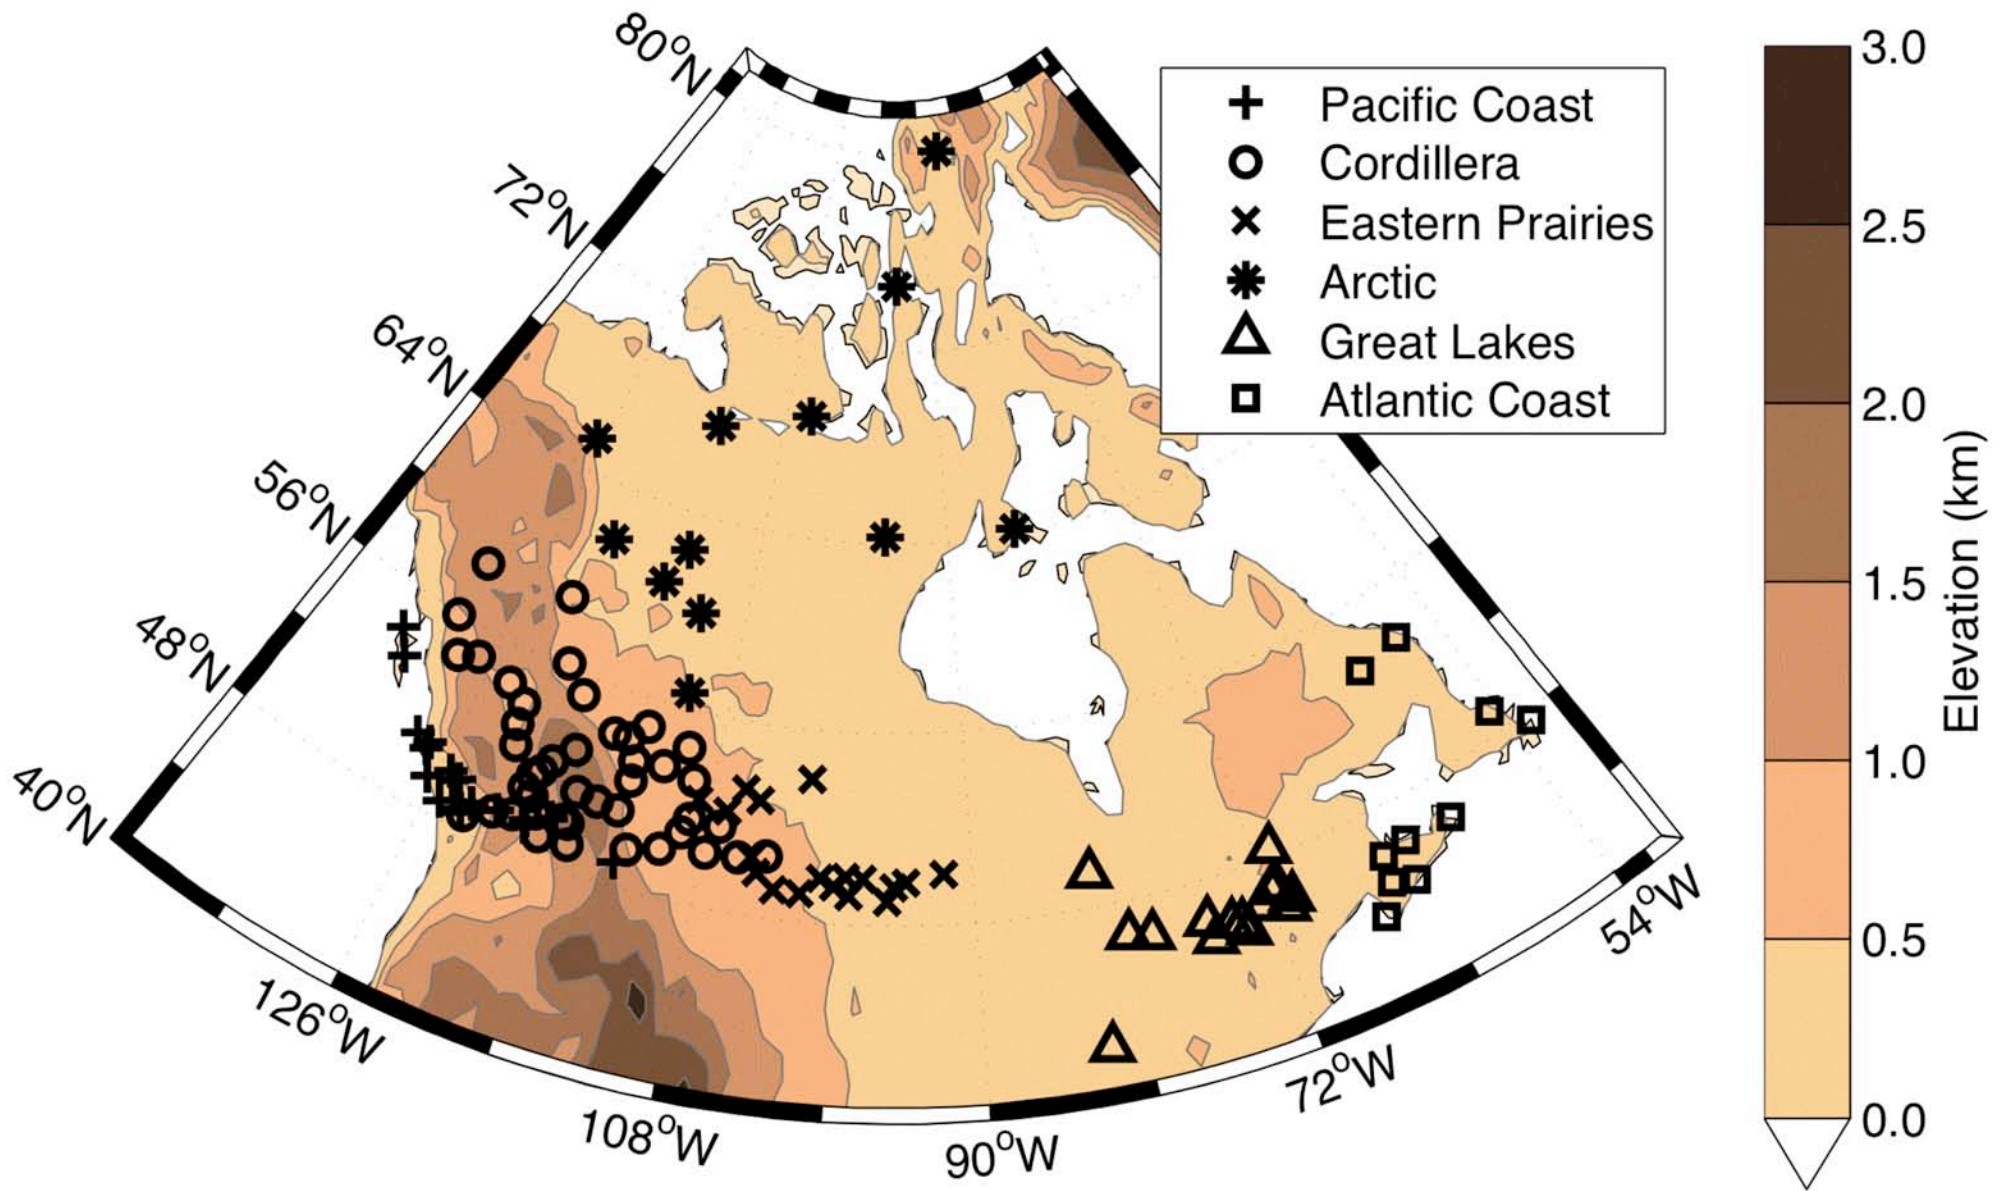 80°N
72°N
64°N
56°N
48°N
40°N
126°W
108°W
90°W
72°W
54°W
Pacific Coast
Cordillera
Eastern Prairies
Arctic
Great Lakes
Atlantic Coast
3.0
2.5
2.0
1.5
1.0
0.5
0.0
Elevation (km)